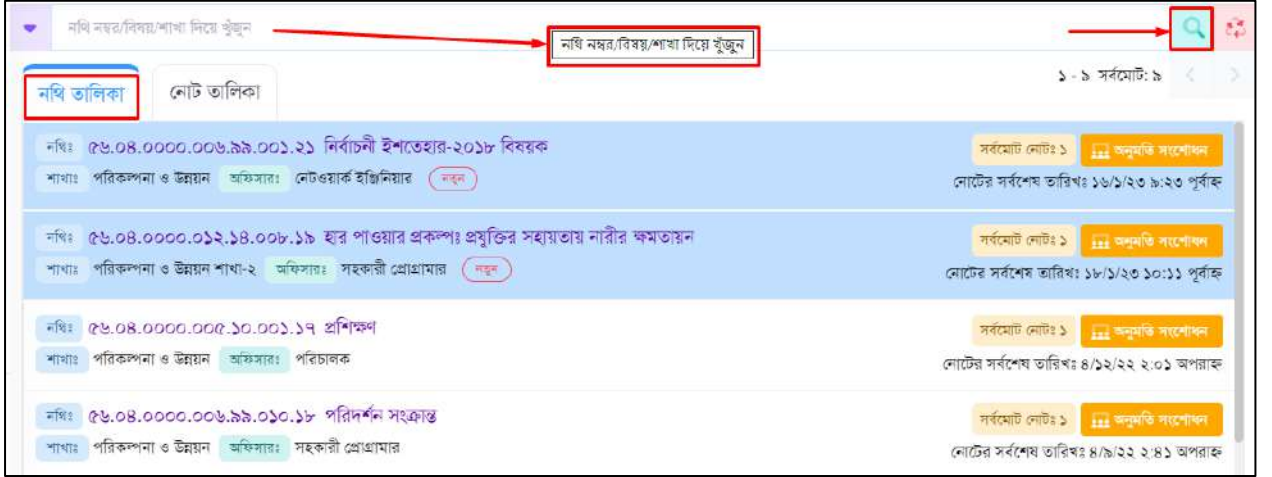 নথি নম্বর/বিষয়/শাখা দিয়ে খুঁজুন
নথি নম্বর/বিষয়/শাখা দিয়ে খুঁজুন
নথি তালিকা নোট তালিকা ১ - ৯ সর্বমোট: ৯
নথিঃ ৫৬.০৪.০০০০.০০৬.৯৯.০০১.২১ নির্বাচনী ইশতেহার-২০১৮ বিষয়ক সর্বমোট নোটঃ ১ অনুমতি সংশোধন
শাখাঃ পরিকল্পনা ও উন্নয়ন অফিসারঃ নেটওয়ার্ক ইঞ্জিনিয়ার নতুন নোটের সর্বশেষ তারিখঃ ১৬/১/২৩ ৯:২৩ পূর্বাহ্ন
নথিঃ ৫৬.০৪.০০০০.০১২.১৪.০০৮.১৯ হার পাওয়ার প্রকল্পঃ প্রযুক্তির সহায়তায় নারীর ক্ষমতায়ন সর্বমোট নোটঃ ১ অনুমতি সংশোধন
শাখাঃ পরিকল্পনা ও উন্নয়ন শাখা-২ অফিসারঃ সহকারী প্রোগ্রামার নতুন নোটের সর্বশেষ তারিখঃ ১৮/১/২৩ ১০:১১ পূর্বাহ্ন
নথিঃ ৫৬.০৪.০০০০.০০৫.১০.০০১.১৭ প্রশিক্ষণ সর্বমোট নোটঃ ১ অনুমতি সংশোধন
শাখাঃ পরিকল্পনা ও উন্নয়ন অফিসারঃ পরিচালক নোটের সর্বশেষ তারিখঃ ৪/১২/২২ ২:০১ অপরাহ্ন
নথিঃ ৫৬.০৪.০০০০.০০৬.৯৯.০১০.১৮ পরিদর্শন সংক্রান্ত সর্বমোট নোটঃ ১ অনুমতি সংশোধন
শাখাঃ পরিকল্পনা ও উন্নয়ন অফিসারঃ সহকারী প্রোগ্রামার নোটের সর্বশেষ তারিখঃ ৪/৯/২২ ২:৪১ অপরাহ্ন